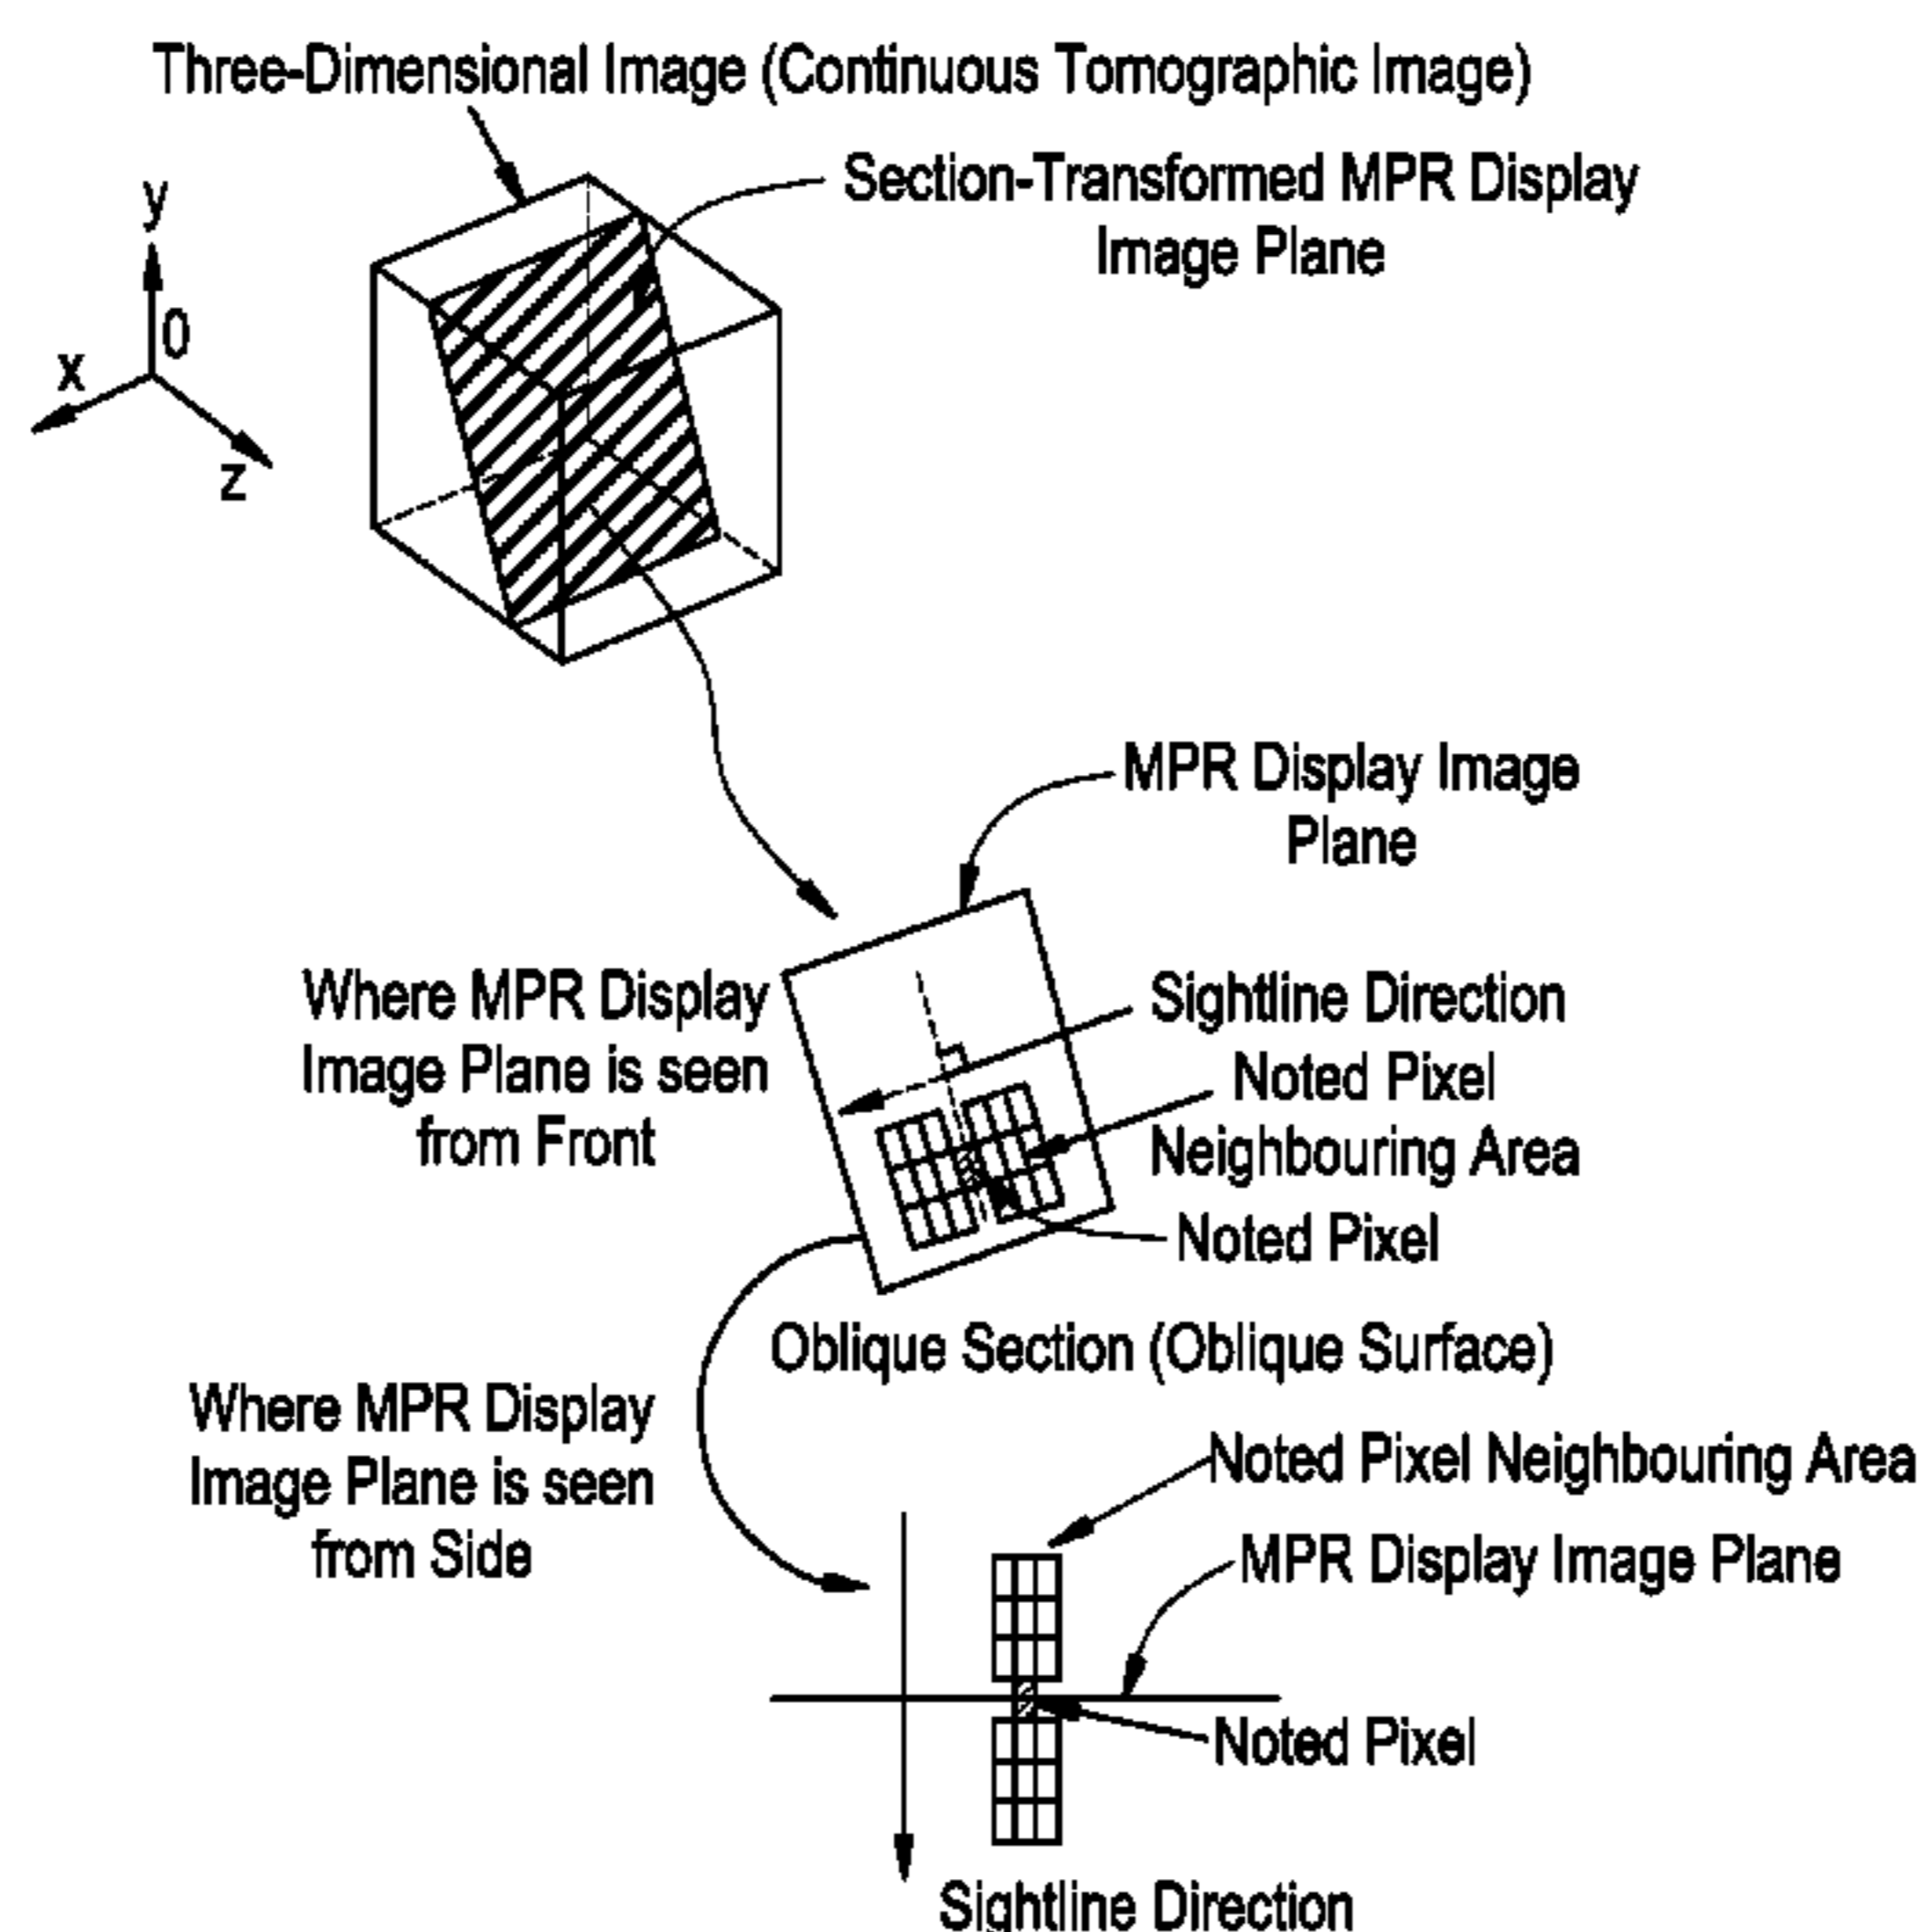 Three-Dimensional Image (Continuous Tomographic Image)
Section-Transformed MPR Display
Image Plane
y
0
x
z
MPR Display Image
Plane
Where MPR Display
Image Plane is seen
from Front
Sightline Direction
Noted Pixel
Neighbouring Area
Noted Pixel
Oblique Section (Oblique Surface)
Where MPR Display
Image Plane is seen
from Side
Noted Pixel Neighbouring Area
MPR Display Image Plane
Noted Pixel
Sightline Direction